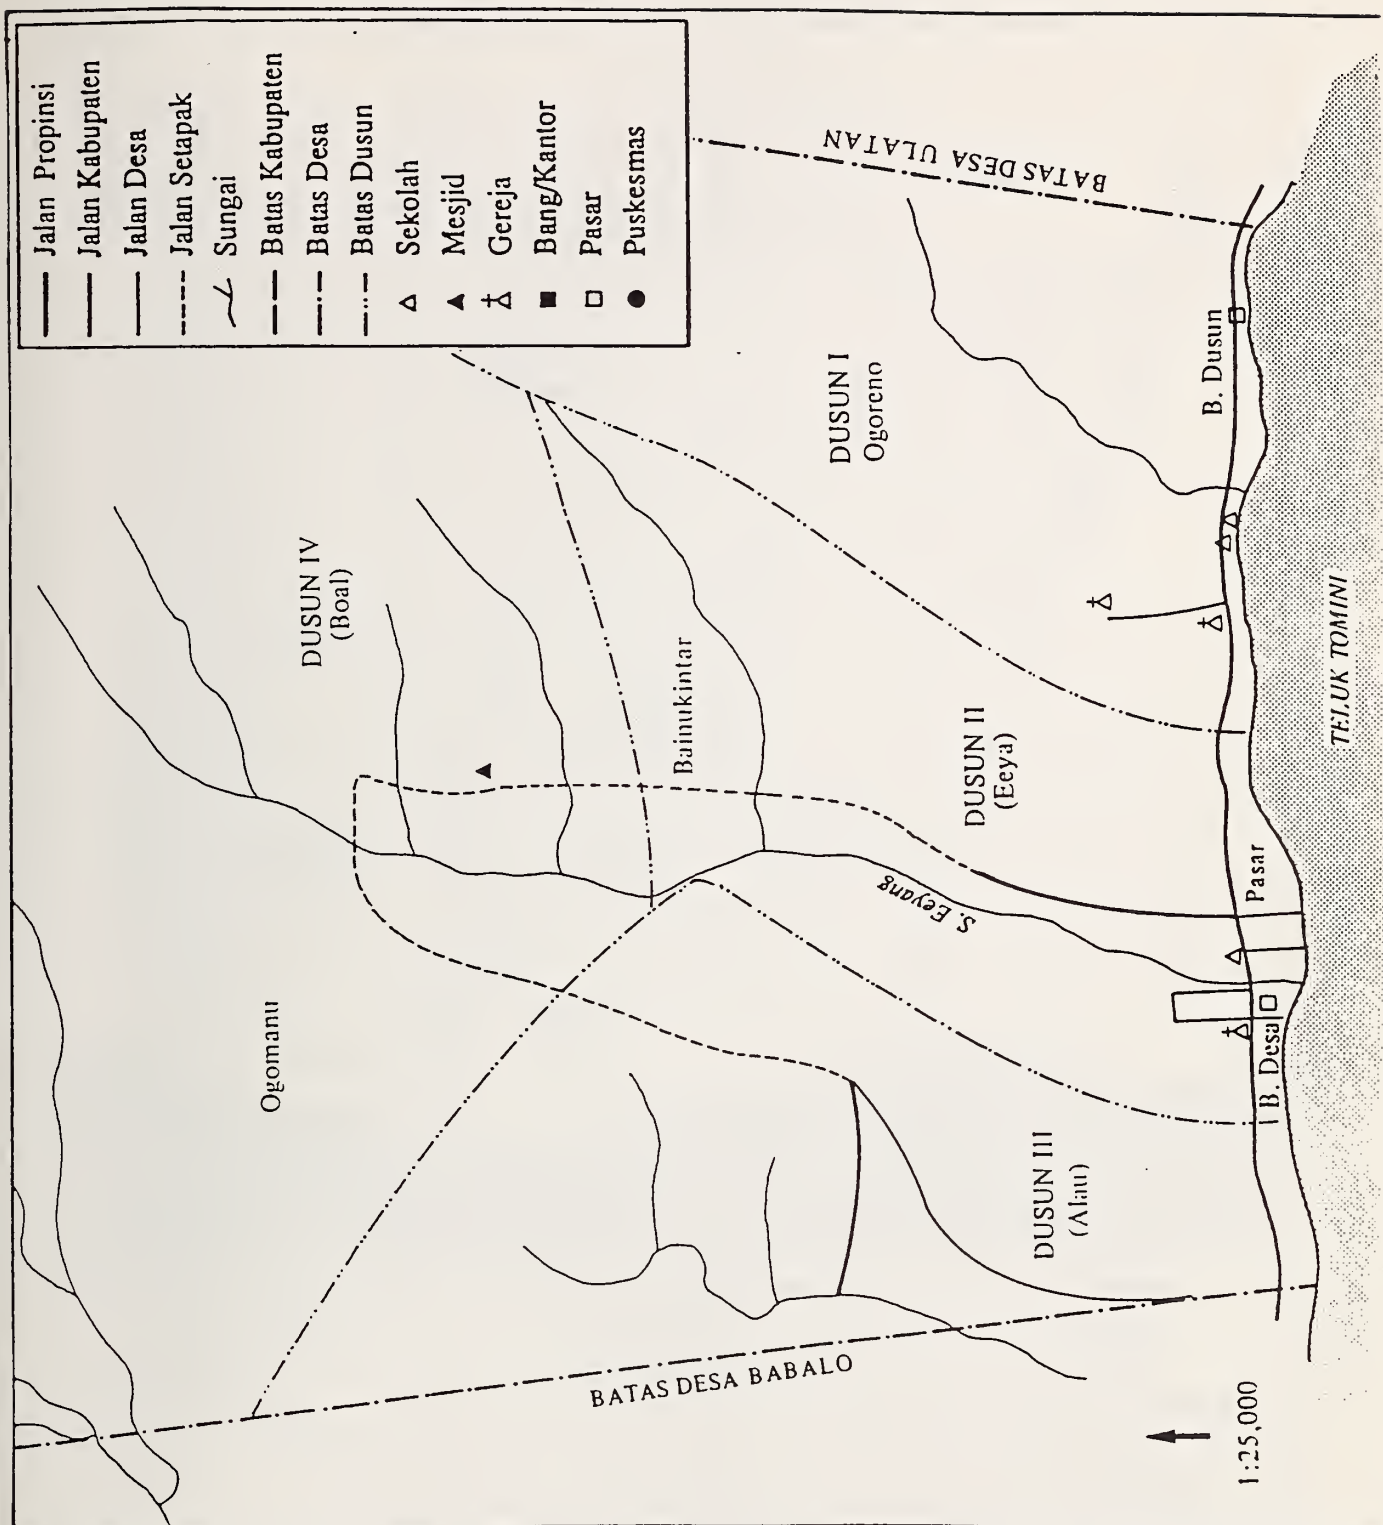 Jalan Propinsi
Jalan Kabupaten
Jalan Desa
Jalan Setapak
Sungai
Batas Kabupaten
Batas Desa
Batas Dusun
Sekolah
Mesjid
Gereja
Bang/Kantor
Pasar
Puskesmas
BATAS DESA ULATAN
DUSUN IV
(Boal)
DUSUN I
Ogoreno
B. Dusun
Bainukintar
DUSUN II
(Eeya)
TELUK TOMINI
Pasar
S. Eeyang
Ogomanu
B. Desa
DUSUN III
(Alau)
BATAS DESA BABALO
1:25,000